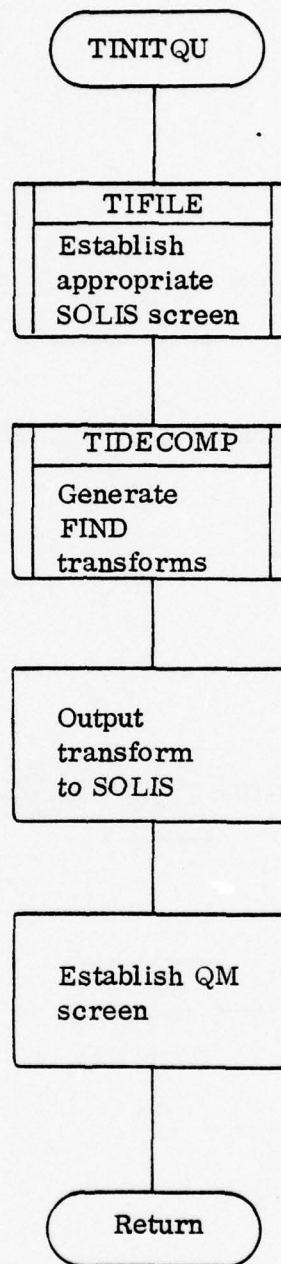 TINITQU
TIFILE
Establish
appropriate
SOLIS screen
TIDECOMP
Generate
FIND
transforms
Output
transform
to SOLIS
Establish QM
screen
Return